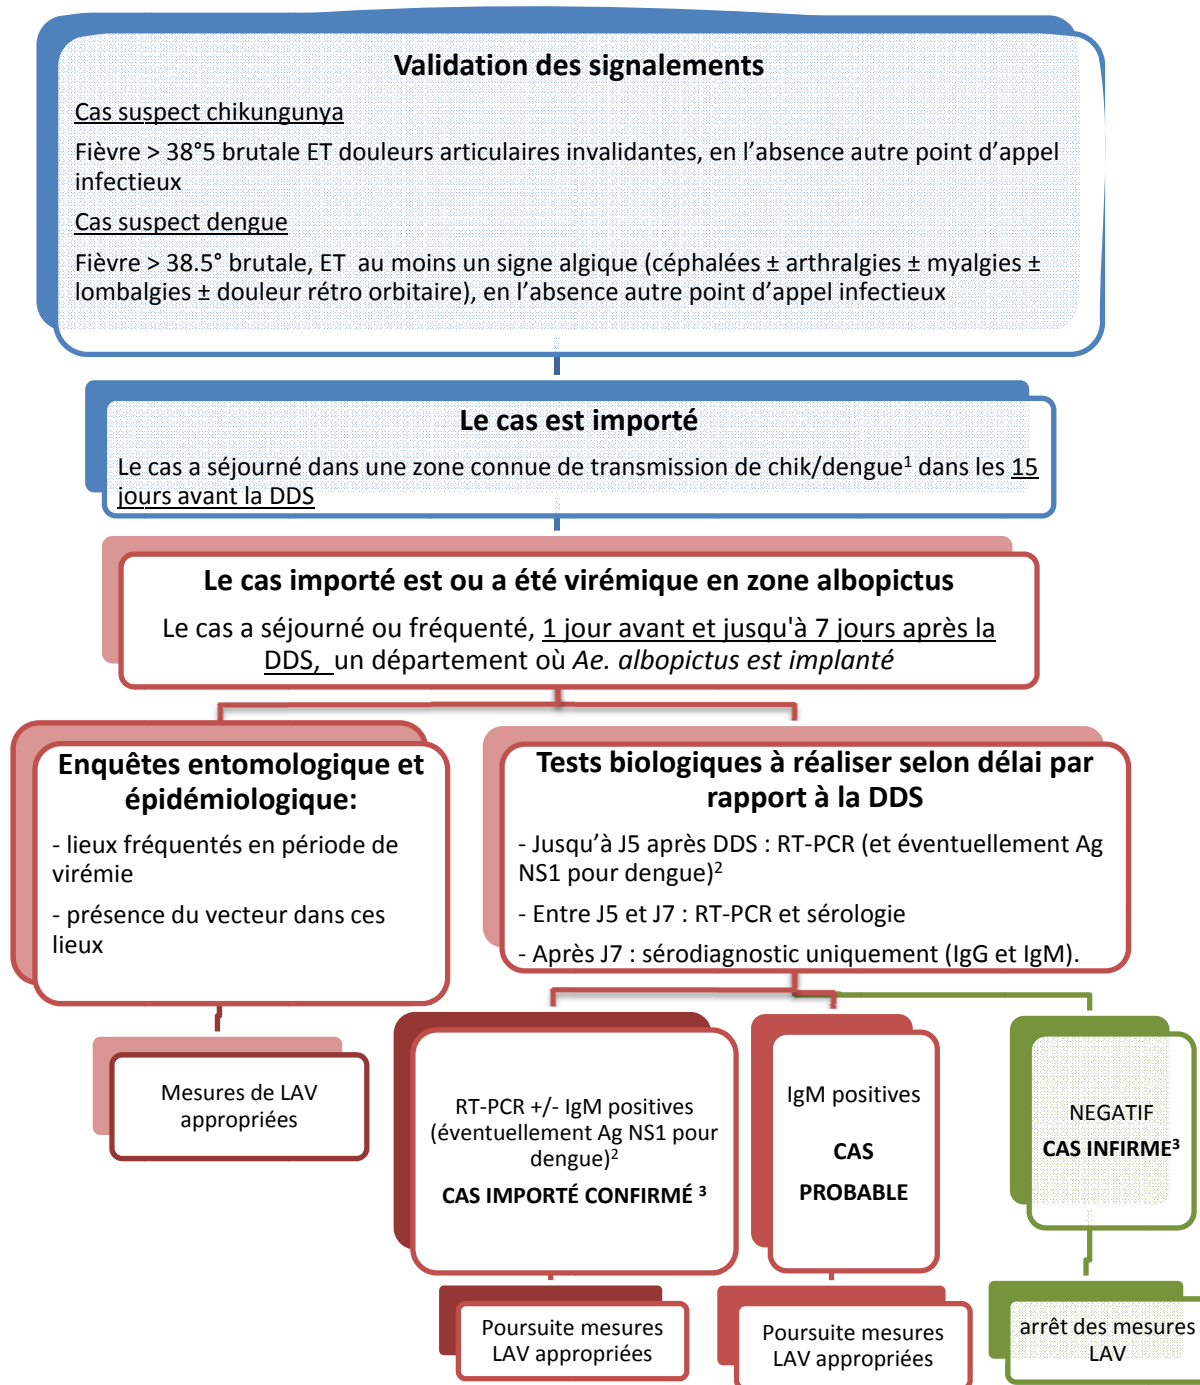 Validation des signalements
Cas suspect chikungunya
Fièvre > 38°5 brutale ET douleurs articulaires invalidantes, en l'absence autre point d'appel
infectieux
Cas suspect dengue
Fièvre > 38.5° brutale, ET au moins un signe algique (céphalées ± arthralgies ± myalgies ±
lombalgies ± douleur rétro orbitaire), en l'absence autre point d'appel infectieux
Le cas est importé
Le cas a séjourné dans une zone connue de transmission de chik/dengue¹ dans les 15
jours avant la DDS
Le cas importé est ou a été virémique en zone albopictus
Le cas a séjourné ou fréquenté, 1 jour avant et jusqu'à 7 jours après la
DDS, un département où Ae. albopictus est implanté
Enquêtes entomologique et
épidémiologique:
- lieux fréquentés en période de
virémie
- présence du vecteur dans ces
lieux
Mesures de LAV
appropriées
Tests biologiques à réaliser selon délai par
rapport à la DDS
- Jusqu'à J5 après DDS : RT-PCR (et éventuellement Ag
NS1 pour dengue)²
- Entre J5 et J7 : RT-PCR et sérologie
- Après J7 : sérodiagnostic uniquement (IgG et IgM).
RT-PCR +/- IgM positives
(éventuellement Ag NS1 pour
dengue)²
CAS IMPORTÉ CONFIRMÉ ³
Poursuite mesures
LAV appropriées
IgM positives
CAS
PROBABLE
Poursuite mesures
LAV appropriées
NEGATIF
CAS INFIRME³
arrêt des mesures
LAV